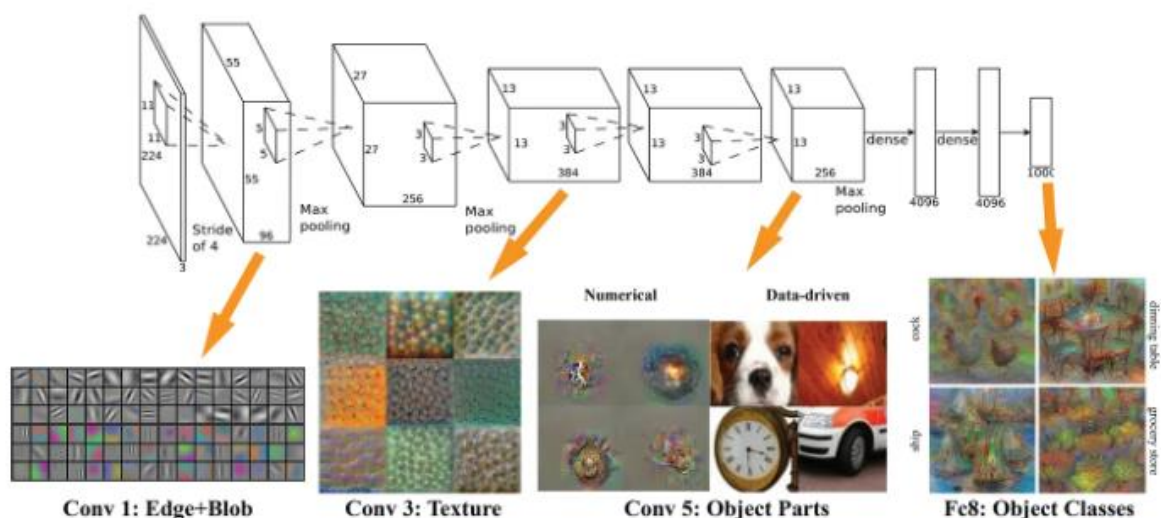 55
27
13
13
13
11
5
3
3
3
11
5
27
3
13
3
13
3
13
224
55
dense
dense
384
384
256
1000
256
Max
pooling
Max
pooling
Max
pooling
4096
4096
224
Stride
of 4
96
3
Numerical
Data-driven
dinning table
grocery store
Conv 1: Edge+Blob
Conv 3: Texture
Conv 5: Object Parts
Fc8: Object Classes